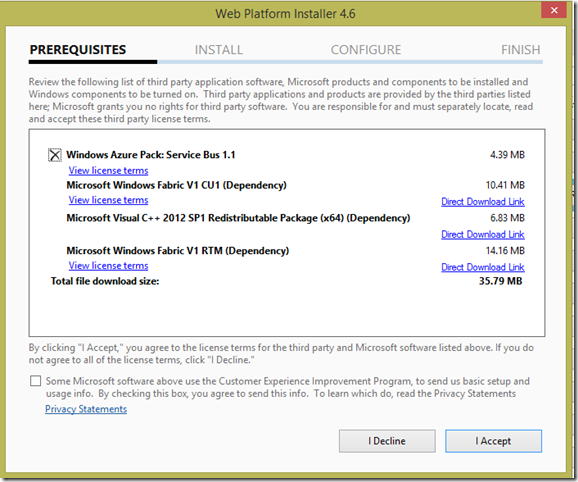 Web Platform Installer 4.6
PREREQUISITES INSTALL CONFIGURE FINISH
Review the following list of third party application software, Microsoft products and components to be installed and
Windows components to be turned on. Third party applications and products are provided by the third parties listed
here; Microsoft grants you no rights for third party software. You are responsible for and must separately locate, read
and accept these third party license terms.
Windows Azure Pack: Service Bus 1.1 4.39 MB
View license terms
Microsoft Windows Fabric V1 CU1 (Dependency) 10.41 MB
View license terms Direct Download Link
Microsoft Visual C++ 2012 SP1 Redistributable Package (x64) (Dependency) 6.83 MB
Direct Download Link
Microsoft Windows Fabric V1 RTM (Dependency) 14.16 MB
View license terms Direct Download Link
Total file download size: 35.79 MB
By clicking "I Accept," you agree to the license terms for the third party and Microsoft software listed above. If you do
not agree to all of the license terms, click "I Decline."
Some Microsoft software above use the Customer Experience Improvement Program, to send us basic setup and
usage info. By checking this box, you agree to send this info. To learn which do, read the Privacy Statements
Privacy Statements
I Decline I Accept